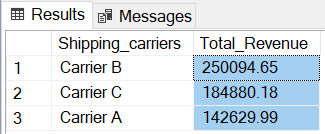 Results Messages
Shipping_carriers Total_Revenue
1 Carrier B 250094.65
2 Carrier C 184880.18
3 Carrier A 142629.99